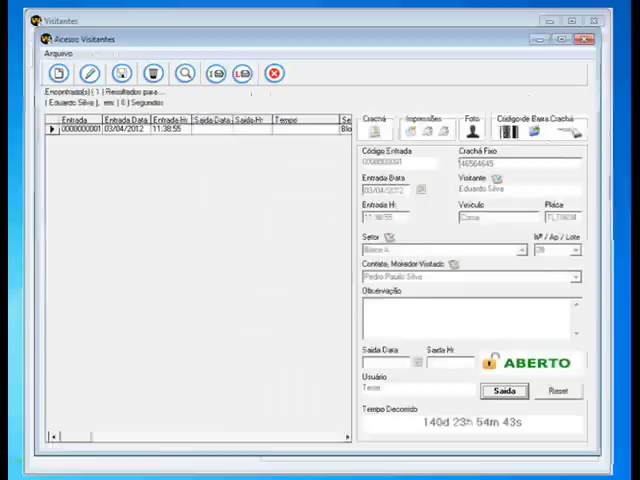 Visitantes
Acesso Visitantes
Arquivo
Encontrado(s) [ 1 ] Resultados para....
[ Eduardo Silva ], em: [ 0 ] Segundos
Entrada Entrada Data Entrada Hr Saida Data Saida Hr Tempo Se
0000000001 03/04/2012 11:38:55 Blo
Crachá Impressões Foto Código de Barra Crachá
Código Entrada Crachá Fixo
0000000001 46564645
Entrada Data Visitante
03/04/2012 Eduardo Silva
Entrada Hr Veículo Placa
11:38:55 Corsa
Setor Nº / Ap / Lote
Bloco A
Contato, Morador Visitado
Pedro Paulo Silva
Observação
Saida Data Saida Hr
ABERTO
Usuário
Teste
Saida Reset
Tempo Decorrido
140d 23h 54m 43s